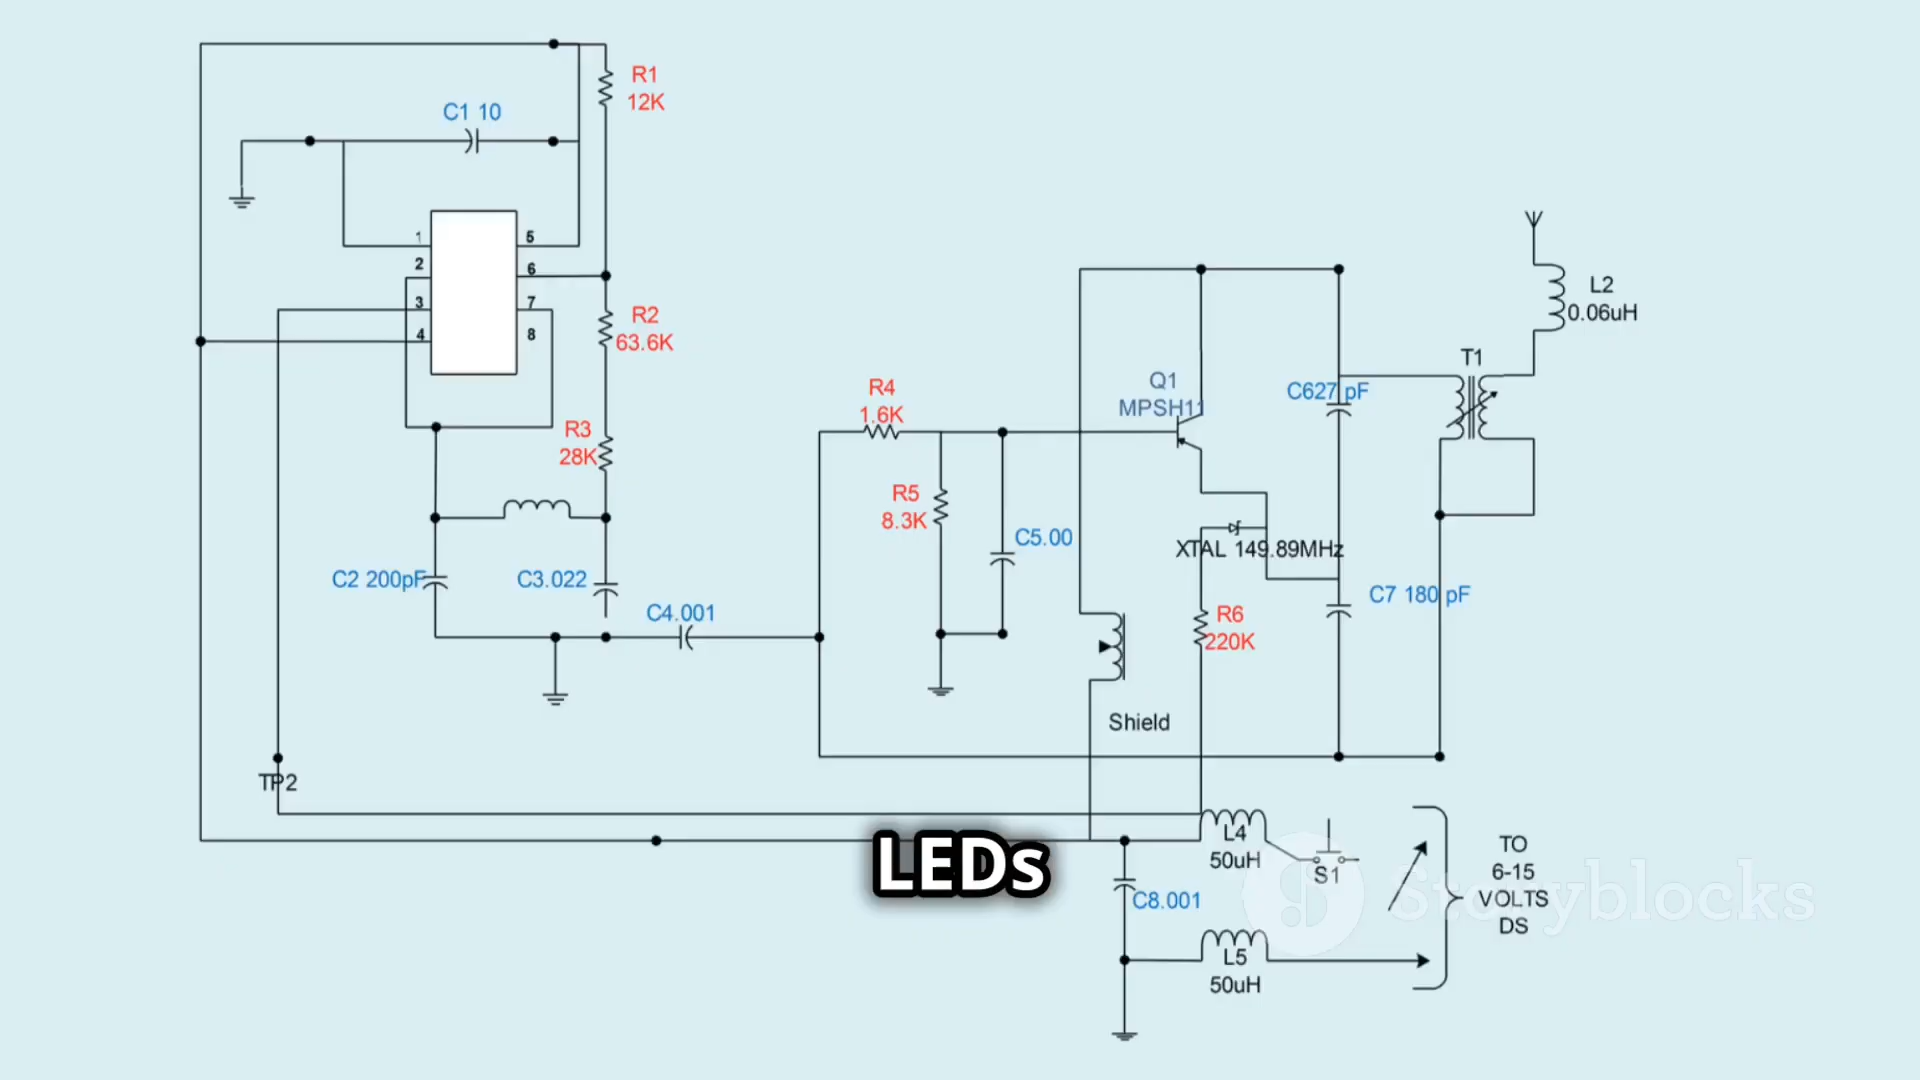 R1
12K
C1 10
1
2
3
4
5
6
7
8
R2
63.6K
R3
28K
C2 200pF
C3.022
C4.001
R4
1.6K
R5
8.3K
C5.00
Q1
MPSH11
XTAL 149.89MHz
R6
220K
C627 pF
C7 180 pF
T1
L2
0.06uH
Shield
TP2
L4
50uH
S1
C8.001
L5
50uH
TO
6-15
VOLTS
DS
LEDs
Storyblocks